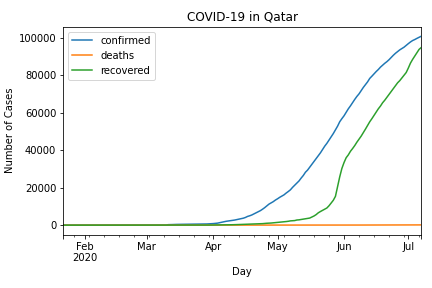 COVID-19 in Qatar
confirmed
deaths
recovered
100000
80000
60000
40000
20000
0
Number of Cases
Feb Mar Apr May Jun Jul
2020
Day